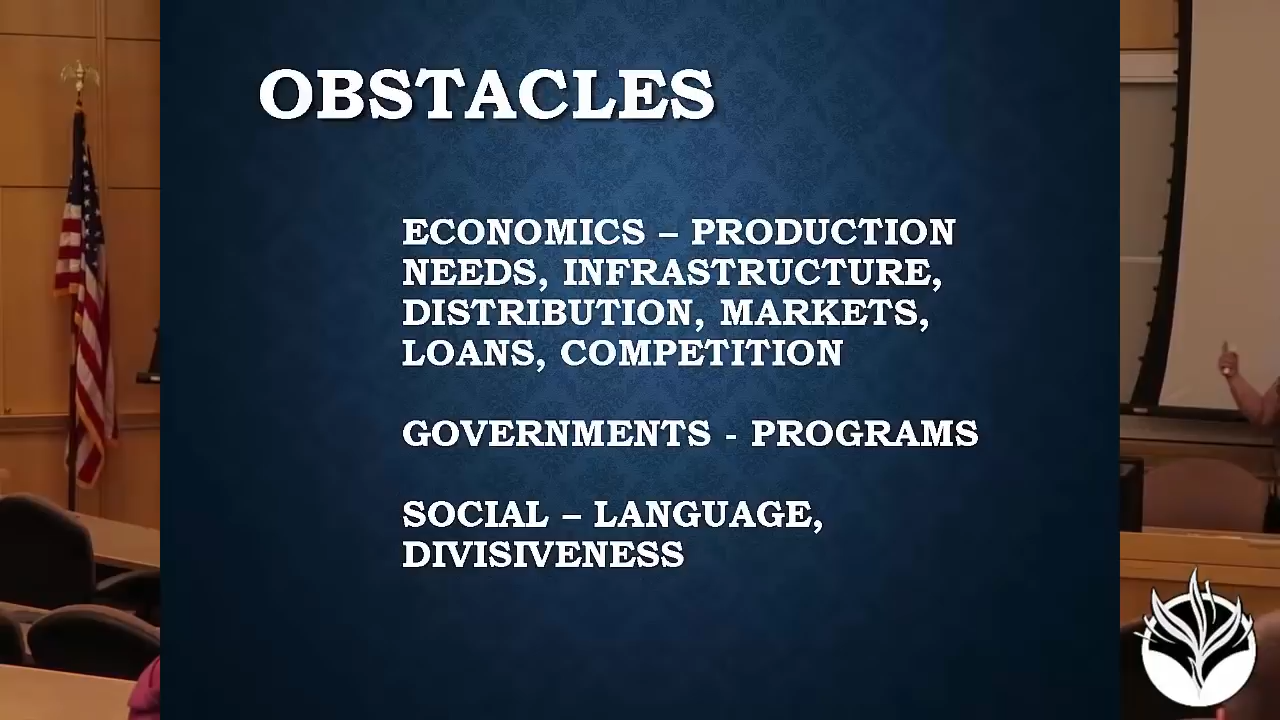 OBSTACLES
ECONOMICS – PRODUCTION
NEEDS, INFRASTRUCTURE,
DISTRIBUTION, MARKETS,
LOANS, COMPETITION
GOVERNMENTS - PROGRAMS
SOCIAL – LANGUAGE,
DIVISIVENESS